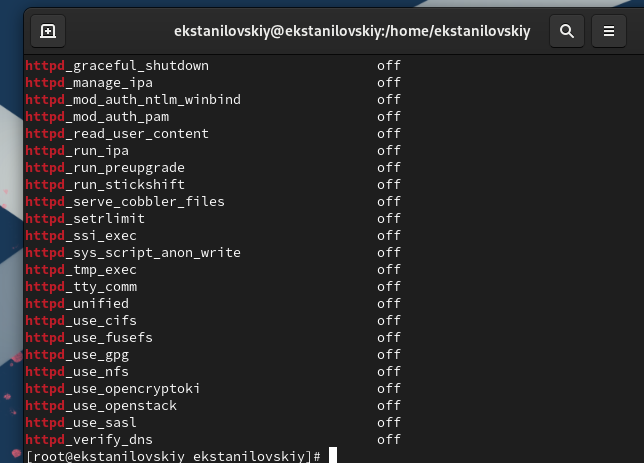 ekstanilovskiy@ekstanilovskiy:/home/ekstanilovskiy
httpd_graceful_shutdown off
httpd_manage_ipa off
httpd_mod_auth_ntlm_winbind off
httpd_mod_auth_pam off
httpd_read_user_content off
httpd_run_ipa off
httpd_run_preupgrade off
httpd_run_stickshift off
httpd_serve_cobbler_files off
httpd_setrlimit off
httpd_ssi_exec off
httpd_sys_script_anon_write off
httpd_tmp_exec off
httpd_tty_comm off
httpd_unified off
httpd_use_cifs off
httpd_use_fusefs off
httpd_use_gpg off
httpd_use_nfs off
httpd_use_opencryptoki off
httpd_use_openstack off
httpd_use_sasl off
httpd_verify_dns off
[root@ekstanilovskiy ekstanilovskiy]#